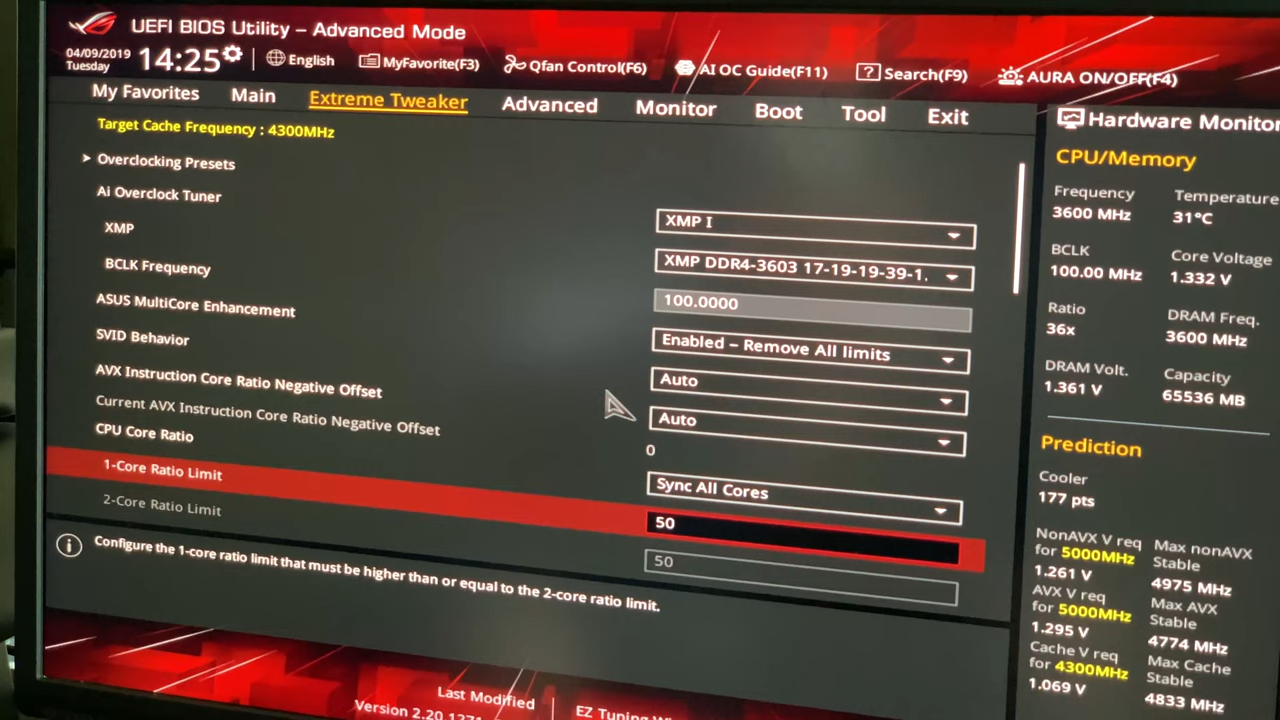 UEFI BIOS Utility – Advanced Mode
04/09/2019
Tuesday
14:25
English
MyFavorite(F3)
Qfan Control(F6)
AI OC Guide(F11)
Search(F9)
AURA ON/OFF(F4)
My Favorites
Main
Extreme Tweaker
Advanced
Monitor
Boot
Tool
Exit
Target Cache Frequency : 4300MHz
Overclocking Presets
Ai Overclock Tuner
XMP I
XMP
XMP DDR4-3603 17-19-19-39-1.
BCLK Frequency
100.0000
ASUS MultiCore Enhancement
Enabled – Remove All limits
SVID Behavior
Auto
AVX Instruction Core Ratio Negative Offset
Auto
Current AVX Instruction Core Ratio Negative Offset
0
CPU Core Ratio
Sync All Cores
1-Core Ratio Limit
50
2-Core Ratio Limit
50
Configure the 1-core ratio limit that must be higher than or equal to the 2-core ratio limit.
Last Modified
EZ Tuning
Hardware Monitor
CPU/Memory
Frequency
3600 MHz
Temperature
31°C
BCLK
100.00 MHz
Core Voltage
1.332 V
Ratio
36x
DRAM Freq.
3600 MHz
DRAM Volt.
1.361 V
Capacity
65536 MB
Prediction
Cooler
177 pts
NonAVX V req
for 5000MHz
1.261 V
Max nonAVX
Stable
4975 MHz
AVX V req
for 5000MHz
1.295 V
Max AVX
Stable
4774 MHz
Cache V req
for 4300MHz
1.069 V
Max Cache
Stable
4833 MHz
Version 2.20